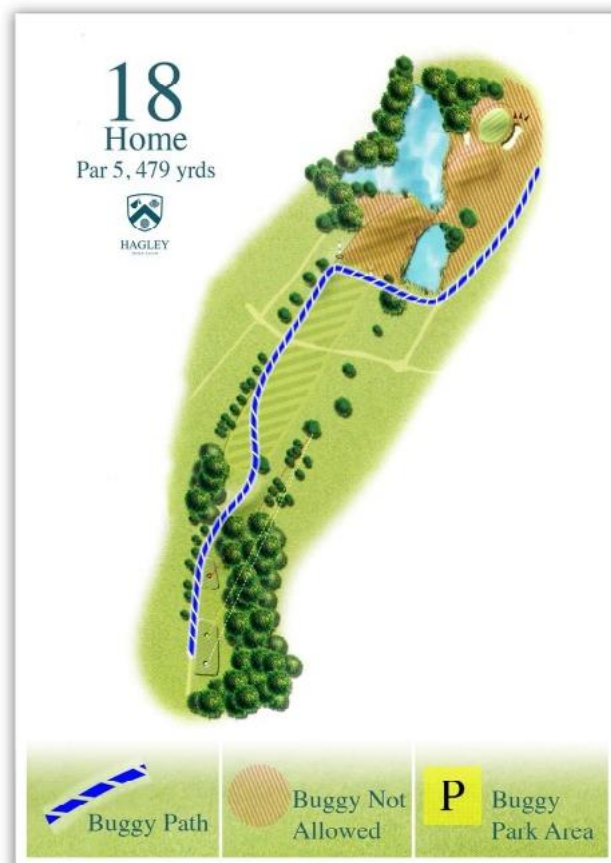 18
Home
Par 5, 479 yrds
HAGLEY
Buggy Path
Buggy Not
Allowed
P
Buggy
Park Area